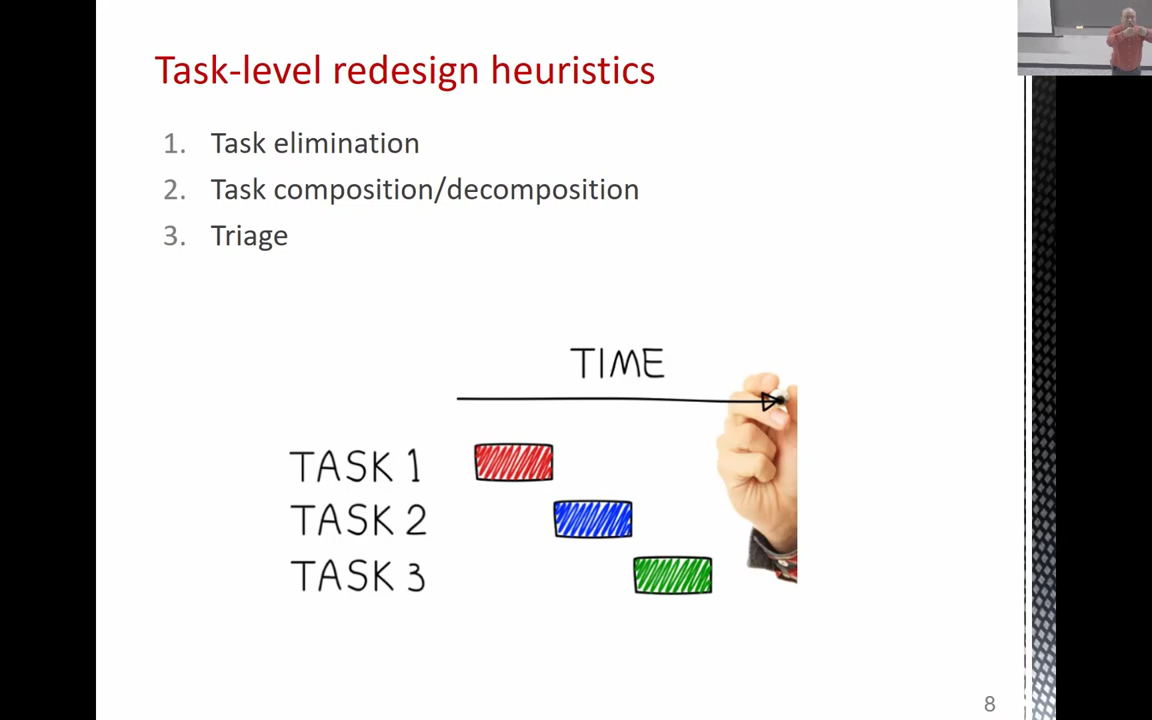 Task-level redesign heuristics
1. Task elimination
2. Task composition/decomposition
3. Triage
TIME
TASK 1
TASK 2
TASK 3
8